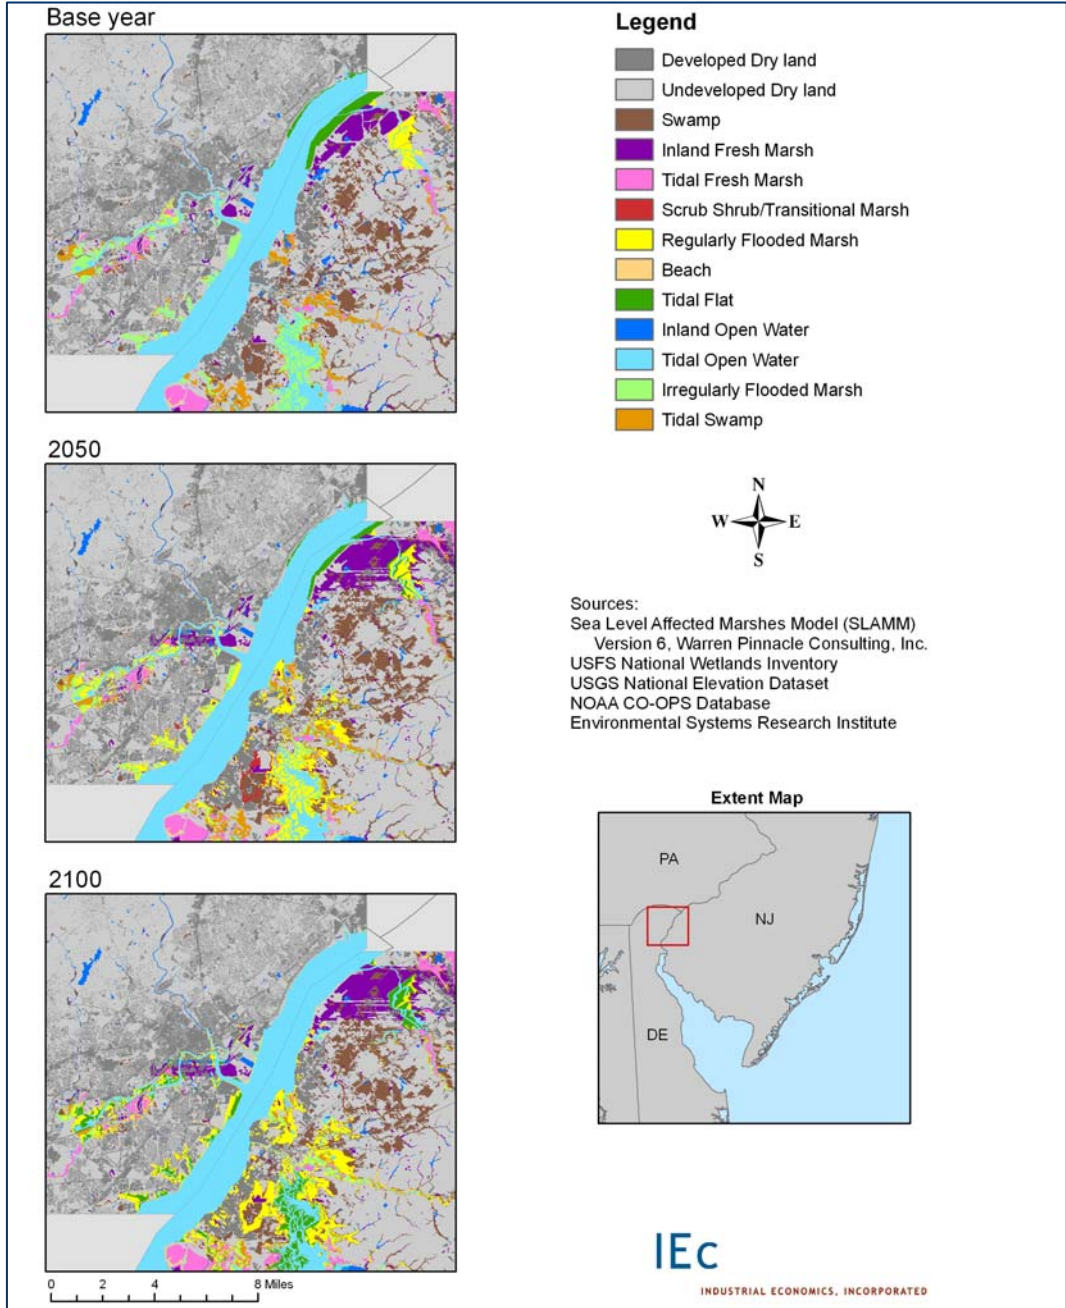 Base year
2050
2100
0 2 4 8 Miles
Legend
Developed Dry land
Undeveloped Dry land
Swamp
Inland Fresh Marsh
Tidal Fresh Marsh
Scrub Shrub/Transitional Marsh
Regularly Flooded Marsh
Beach
Tidal Flat
Inland Open Water
Tidal Open Water
Irregularly Flooded Marsh
Tidal Swamp
N
W E
S
Sources:
Sea Level Affected Marshes Model (SLAMM)
Version 6, Warren Pinnacle Consulting, Inc.
USFS National Wetlands Inventory
USGS National Elevation Dataset
NOAA CO-OPS Database
Environmental Systems Research Institute
Extent Map
PA
NJ
DE
IEc
INDUSTRIAL ECONOMICS, INCORPORATED